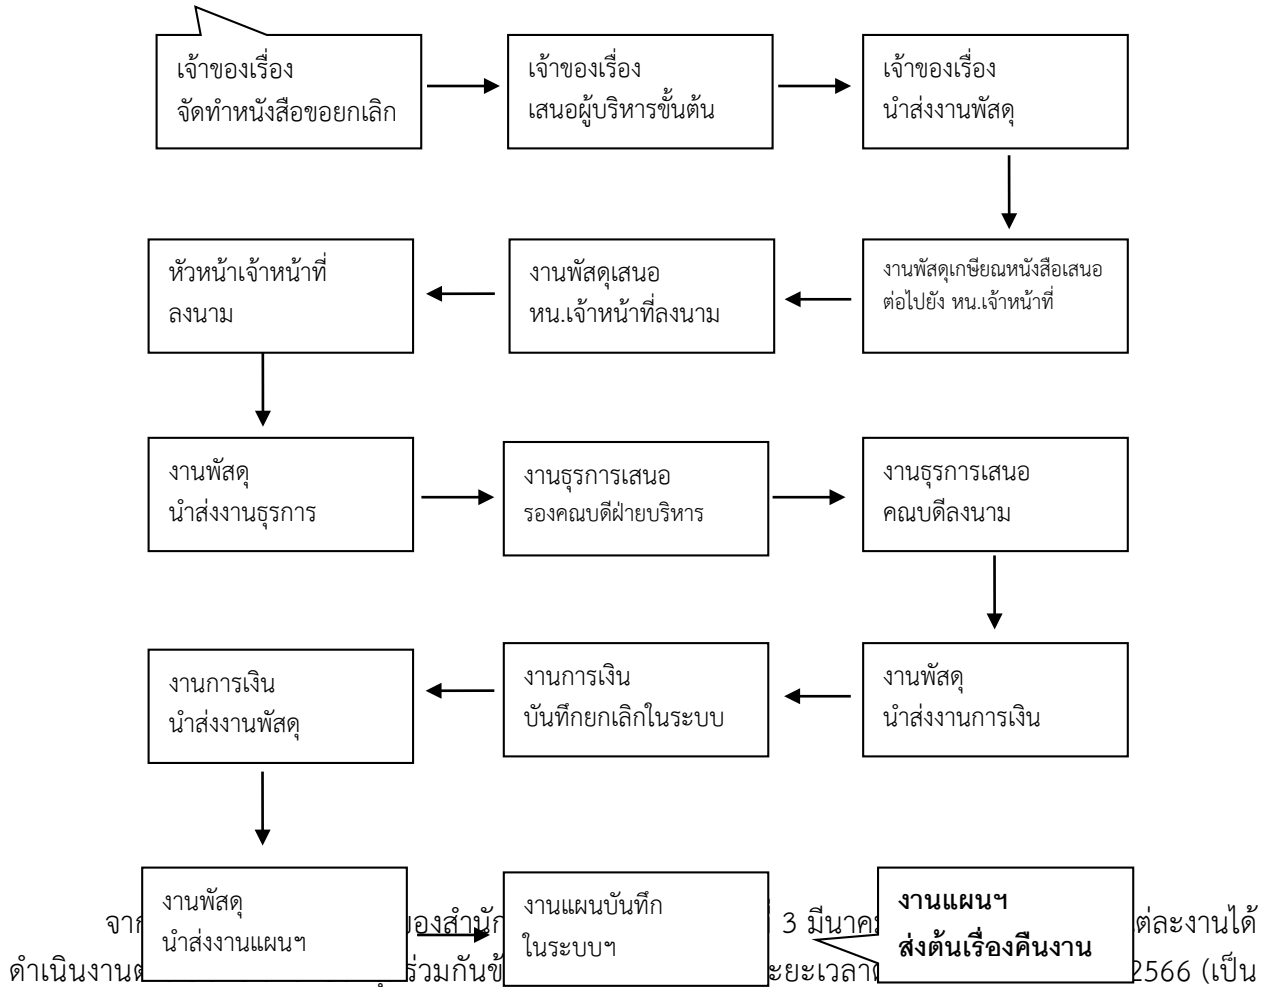 เจ้าของเรื่อง
จัดทำหนังสือขอยกเลิก
เจ้าของเรื่อง
เสนอผู้บริหารขั้นต้น
เจ้าของเรื่อง
นำส่งงานพัสดุ
งานพัสดุเกษียณหนังสือเสนอ
ต่อไปยัง หน.เจ้าหน้าที่
งานพัสดุเสนอ
หน.เจ้าหน้าที่ลงนาม
หัวหน้าเจ้าหน้าที่
ลงนาม
งานพัสดุ
นำส่งงานธุรการ
งานธุรการเสนอ
รองคณบดีฝ่ายบริหาร
งานธุรการเสนอ
คณบดีลงนาม
งานพัสดุ
นำส่งงานการเงิน
งานการเงิน
บันทึกยกเลิกในระบบ
งานการเงิน
นำส่งงานพัสดุ
งานพัสดุ
นำส่งงานแผนฯ
งานแผนบันทึก
ในระบบฯ
งานแผนฯ
ส่งต้นเรื่องคืนงาน
จาก ของสำนัก 3 มีนาคม ต่ละงานได้
ดำเนินงานต ร่วมกันข้ ะยะเวลา 2566 (เป็น